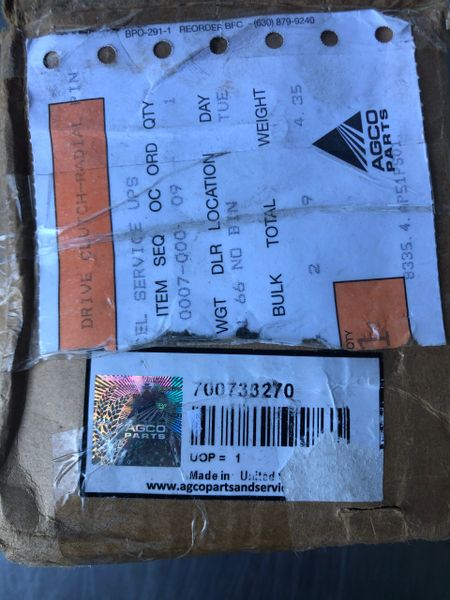 BPO-291-1 REORDER BFC - (630) 879-9240
DRIVE CLUTCH-RADIAL PIN
EL SERVICE UPS
ITEM SEQ OC ORD QTY
0007-000 09 1
WGT DLR LOCATION DAY
66 NO BIN TUE
BULK TOTAL WEIGHT
2 9 4.35
AGCO
PARTS
QTY
1
700733270
AGCO
PARTS
UOP = 1
Made in United
www.agcopartsandservic